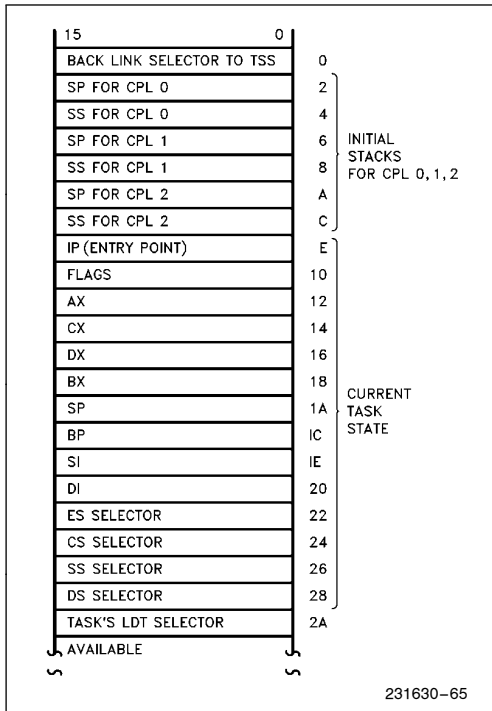 15 0
BACK LINK SELECTOR TO TSS 0
SP FOR CPL 0 2
SS FOR CPL 0 4
SP FOR CPL 1 6
SS FOR CPL 1 8
SP FOR CPL 2 A
SS FOR CPL 2 C
INITIAL
STACKS
FOR CPL 0, 1, 2
IP (ENTRY POINT) E
FLAGS 10
AX 12
CX 14
DX 16
BX 18
SP 1A
BP IC
SI IE
DI 20
ES SELECTOR 22
CS SELECTOR 24
SS SELECTOR 26
DS SELECTOR 28
CURRENT
TASK
STATE
TASK'S LDT SELECTOR 2A
AVAILABLE
231630-65